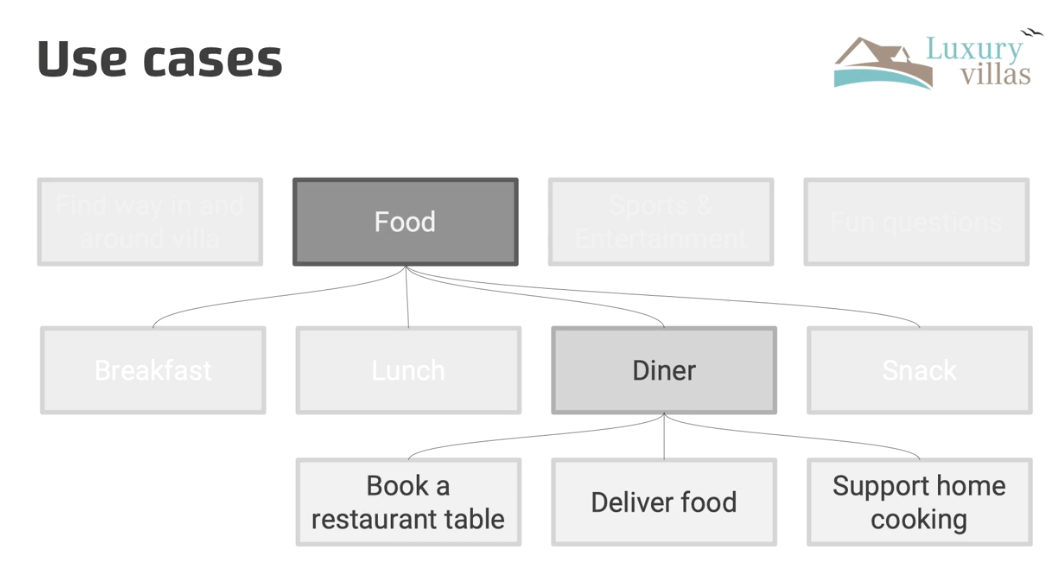 Use cases
Luxury
villas
Find way in and
around villa
Food
Sports &
Entertainment
Fun questions
Breakfast
Lunch
Diner
Snack
Book a
restaurant table
Deliver food
Support home
cooking